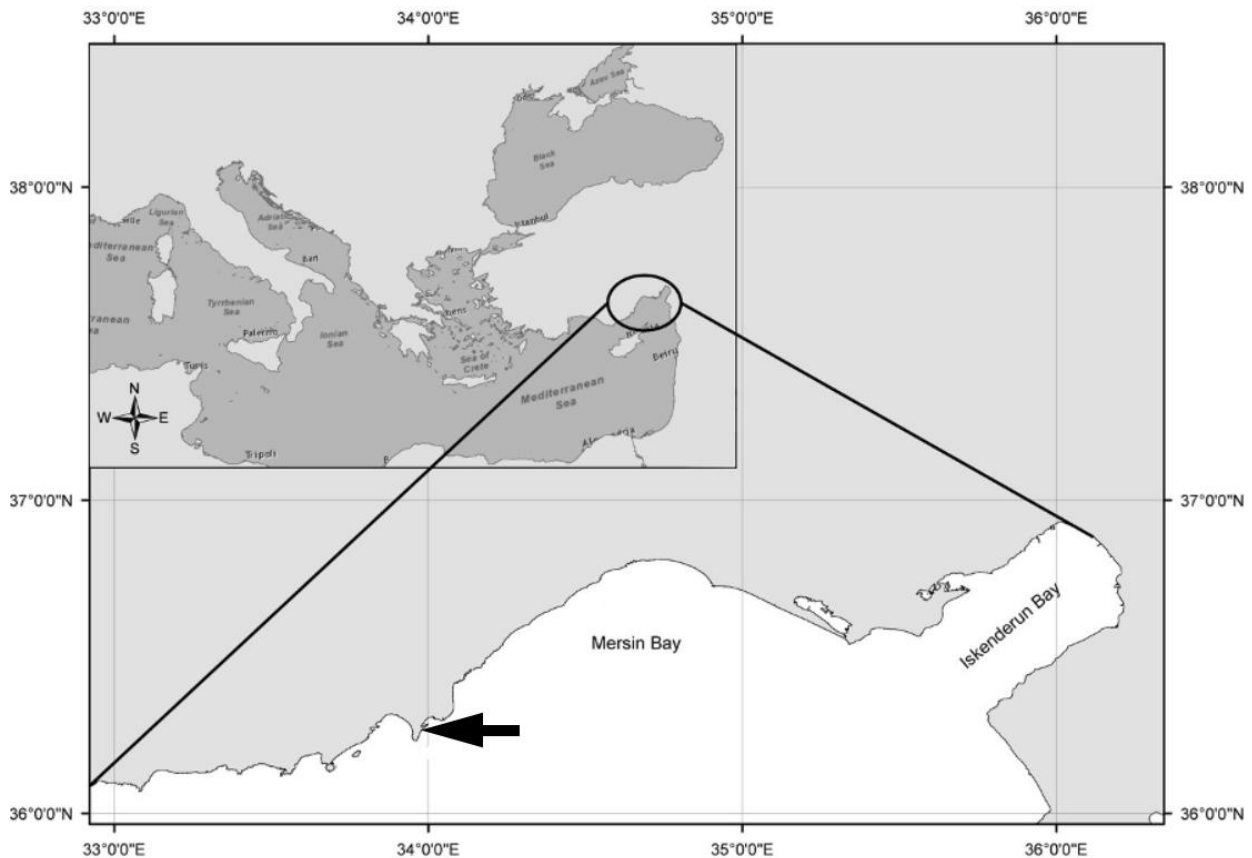 33°0'0"E 34°0'0"E 35°0'0"E 36°0'0"E
Azov Sea
Black
Sea
38°0'0"N 38°0'0"N
Ligurian
Sea
Adriatic
Sea
Istanbul
Bari
Tyrrhenian
Sea
Palermo
Ionian
Sea
Sea of
Crete
Mediterranean
Sea
Tunis
Tripoli
N
W E
S
37°0'0"N 37°0'0"N
Mersin Bay
Iskenderun Bay
36°0'0"N 36°0'0"N
33°0'0"E 34°0'0"E 35°0'0"E 36°0'0"E